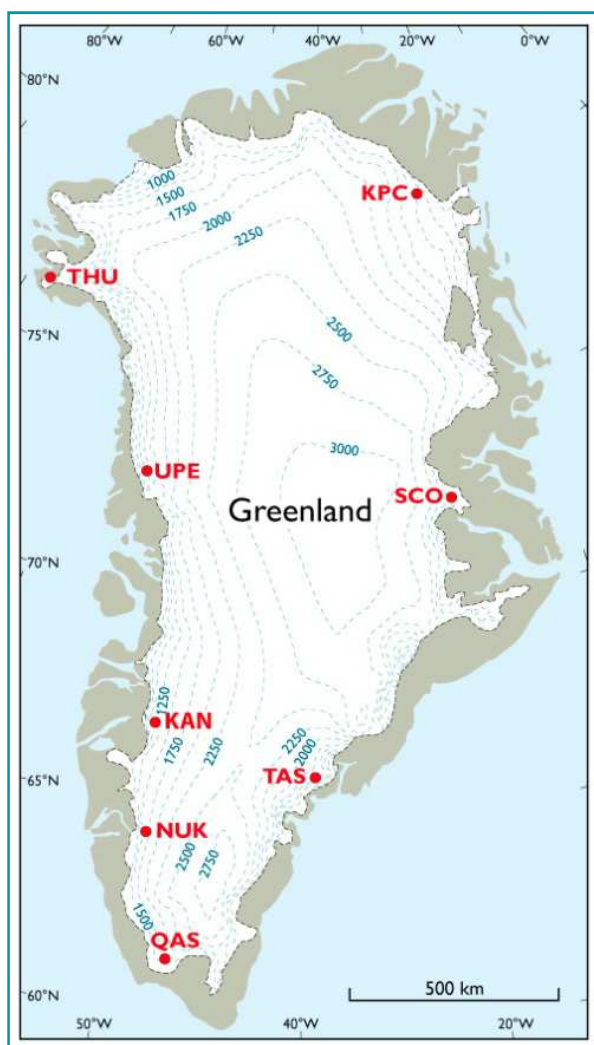 80°W 60°W 40°W 20°W 0°W
80°N
KPC
1000
1500
1750
2000
2250
THU
75°N
2500
2750
3000
UPE
SCO
Greenland
70°N
1250
KAN
1750
2250
2250
2000
TAS
65°N
NUK
2500
2750
1500
QAS
500 km
60°N
50°W 40°W 20°W